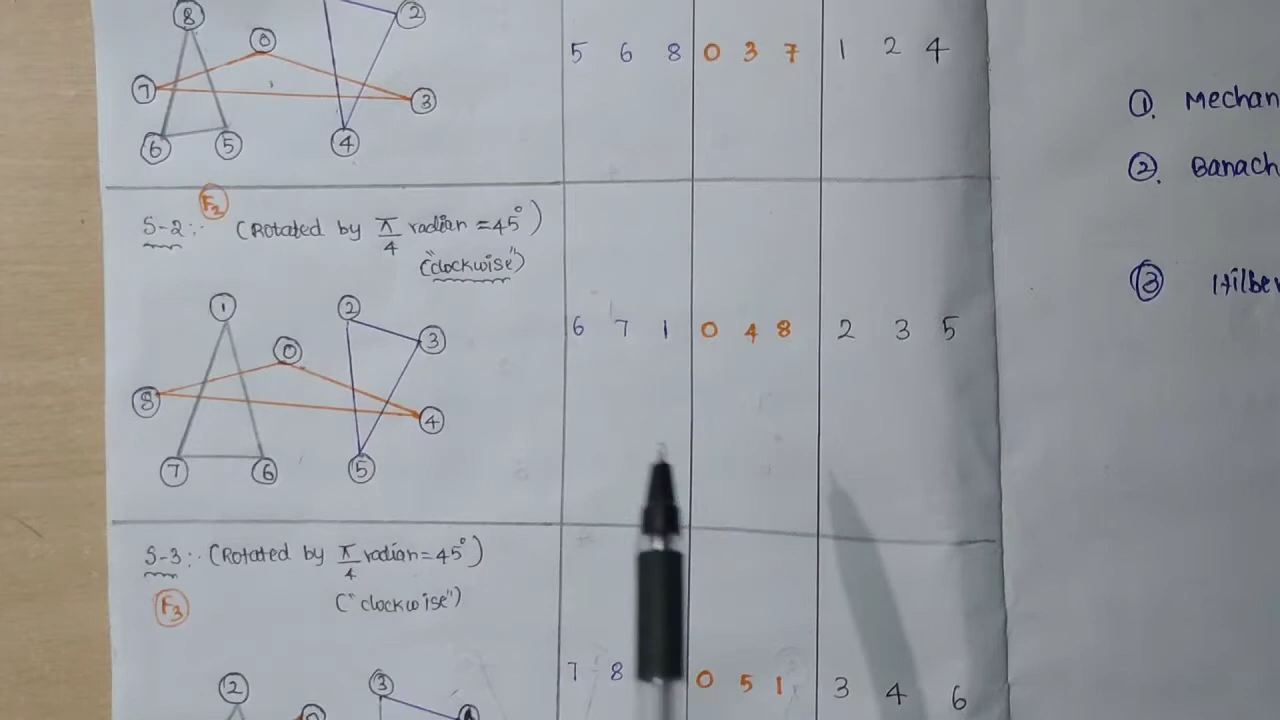 8
2
0
7
3
6
5
4
5 6 8 0 3 7 1 2 4
① Mechan
② Banach
③ Hilber
F2
S-2:- (Rotated by π/4 radian = 45°)
("clockwise")
1
2
3
0
8
4
7
6
5
6 7 1 0 4 8 2 3 5
S-3:- (Rotated by π/4 radian = 45°)
("clockwise")
F3
2
3
7 8 0 5 1 3 4 6